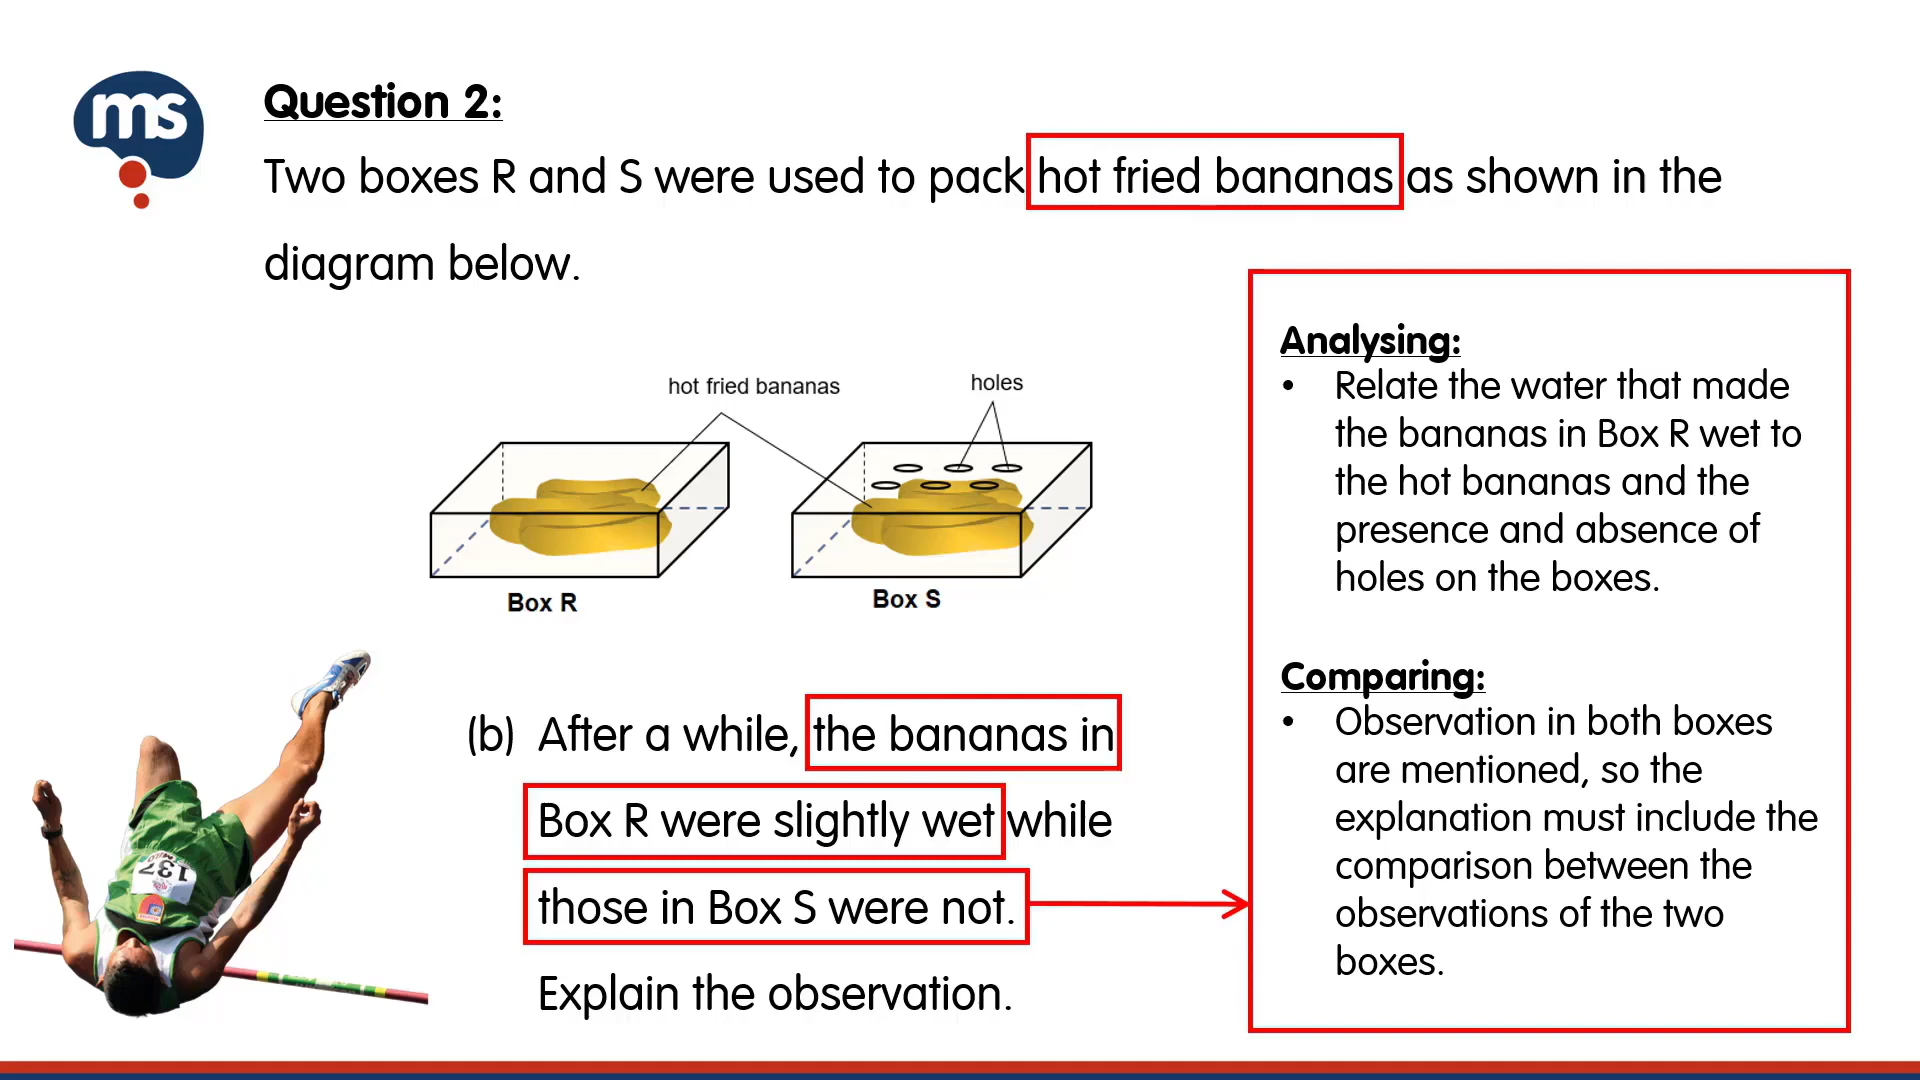 ms
Question 2:
Two boxes R and S were used to pack hot fried bananas as shown in the
diagram below.
hot fried bananas
holes
Box R
Box S
(b) After a while, the bananas in
Box R were slightly wet while
those in Box S were not.
Explain the observation.
Analysing:
• Relate the water that made
the bananas in Box R wet to
the hot bananas and the
presence and absence of
holes on the boxes.
Comparing:
• Observation in both boxes
are mentioned, so the
explanation must include the
comparison between the
observations of the two
boxes.
137